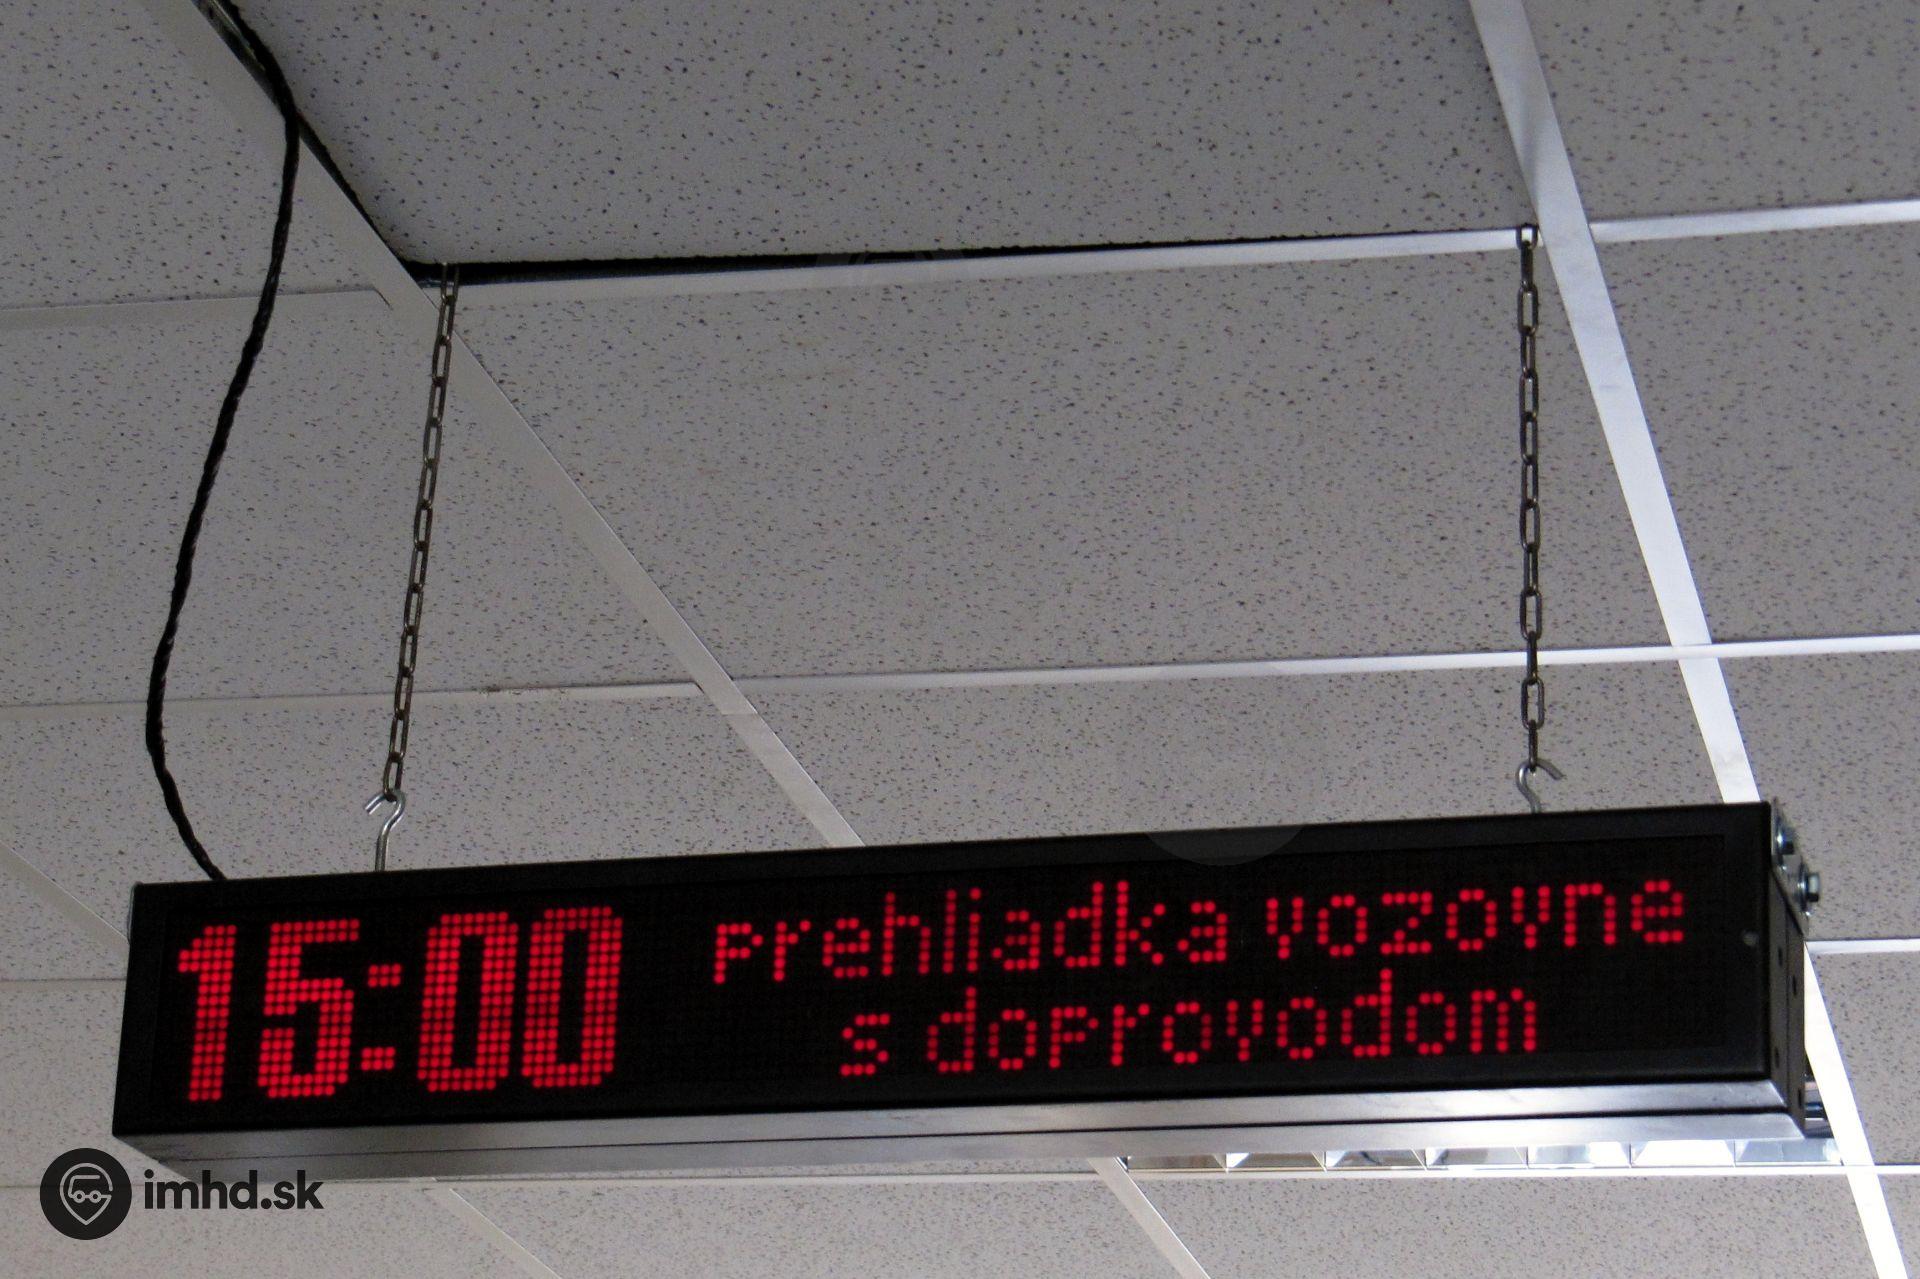 15:00 prehliadka vozovne
s doprovodom
imhd.sk